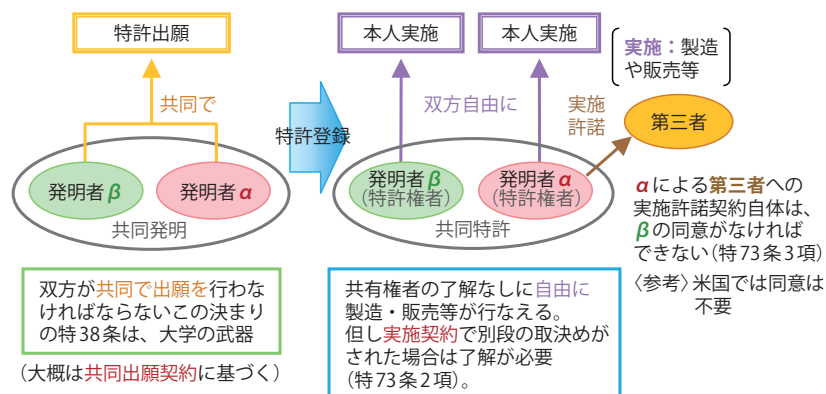 特許出願
共同で
発明者β
発明者α
共同発明
双方が共同で出願を行わな
ければならないこの決まり
の特38条は、大学の武器
(大概は共同出願契約に基づく)
特許登録
本人実施
本人実施
実施:製造
や販売等
双方自由に
実施
許諾
第三者
発明者β
(特許権者)
発明者α
(特許権者)
共同特許
共有権者の了解なしに自由に
製造・販売等が行なえる。
但し実施契約で別段の取決めが
された場合は了解が必要
(特73条2項)。
αによる第三者への
実施許諾契約自体は、
βの同意がなければ
できない(特73条3項)
〈参考〉米国では同意は
不要